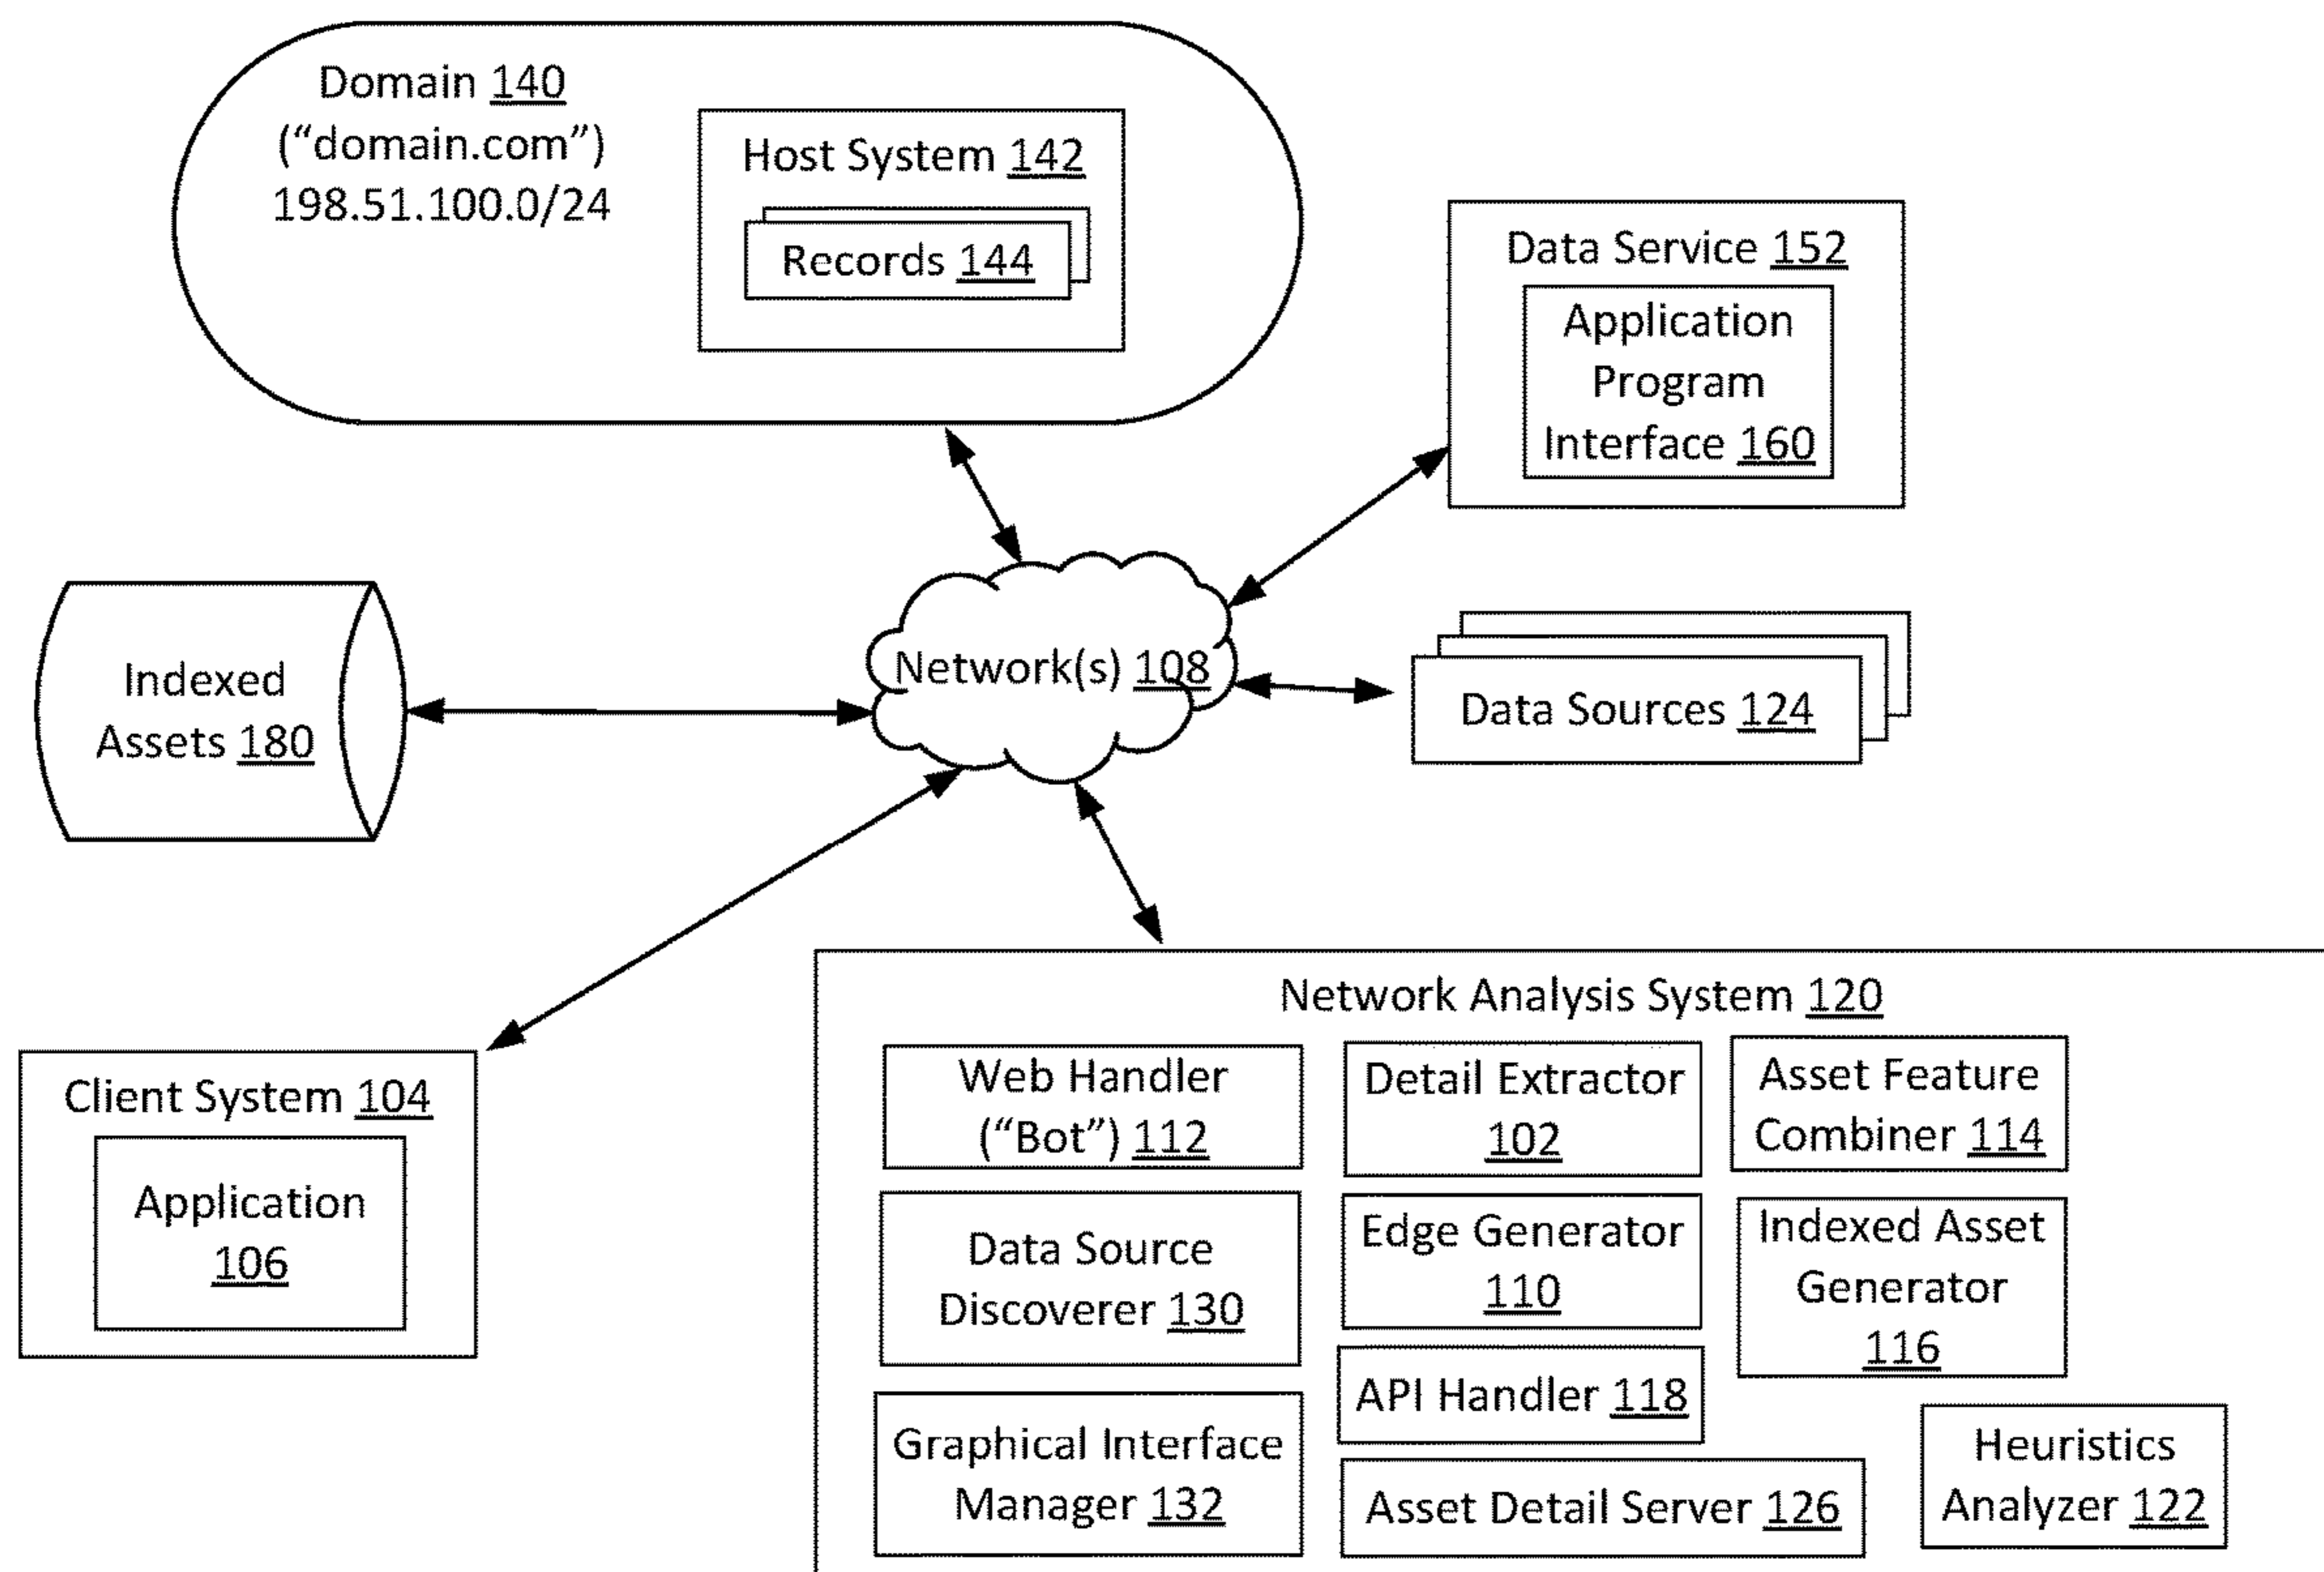 Domain 140
(“domain.com”)
198.51.100.0/24
Host System 142
Records 144
Data Service 152
Application
Program
Interface 160
Network(s) 108
Data Sources 124
Indexed
Assets 180
Client System 104
Application
106
Network Analysis System 120
Web Handler
(“Bot”) 112
Detail Extractor
102
Asset Feature
Combiner 114
Data Source
Discoverer 130
Edge Generator
110
Indexed Asset
Generator
116
API Handler 118
Graphical Interface
Manager 132
Asset Detail Server 126
Heuristics
Analyzer 122